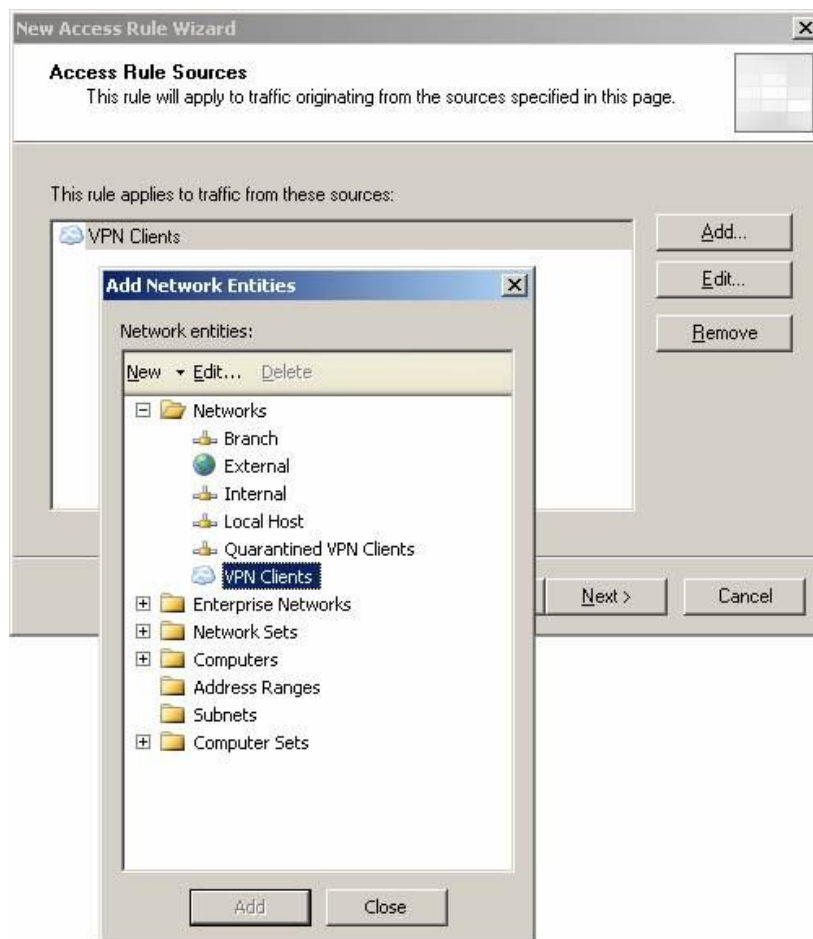 New Access Rule Wizard
Access Rule Sources
This rule will apply to traffic originating from the sources specified in this page.
This rule applies to traffic from these sources:
VPN Clients
Add...
Edit...
Remove
Add Network Entities
Network entities:
New Edit... Delete
Networks
Branch
External
Internal
Local Host
Quarantined VPN Clients
VPN Clients
Enterprise Networks
Network Sets
Computers
Address Ranges
Subnets
Computer Sets
Add Close
Next > Cancel